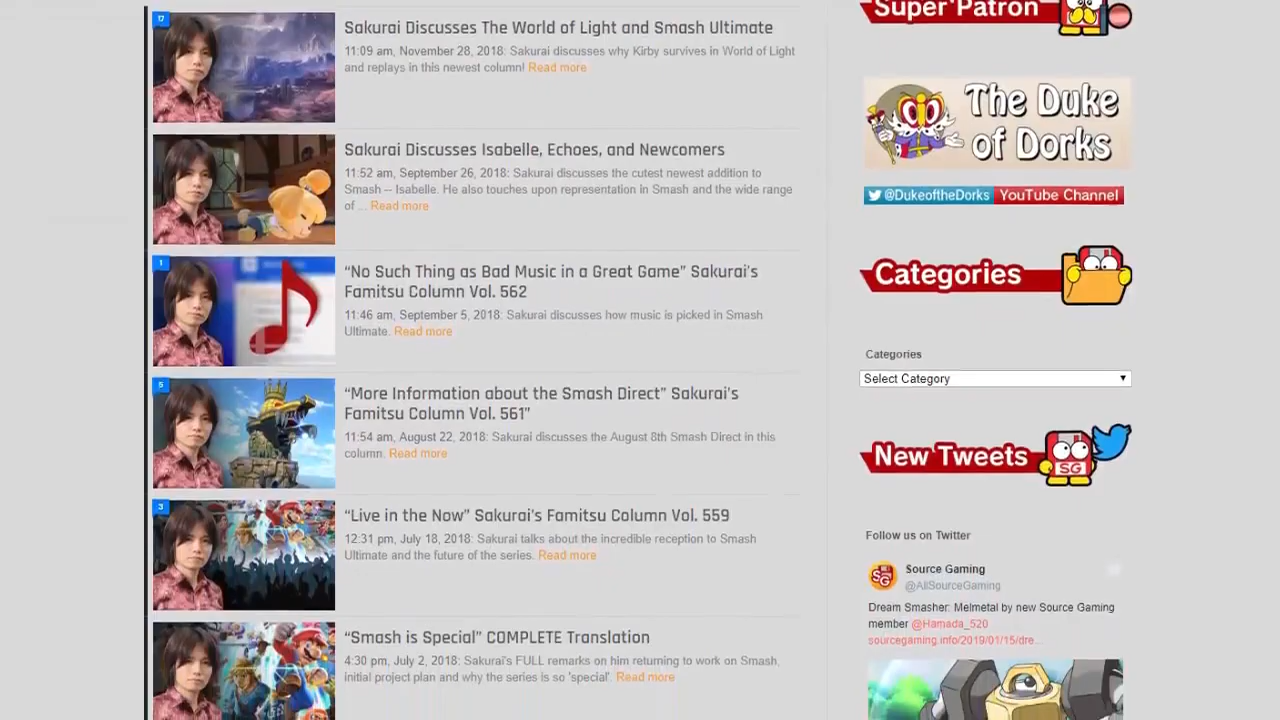 17
Sakurai Discusses The World of Light and Smash Ultimate
11:09 am, November 28, 2018: Sakurai discusses why Kirby survives in World of Light
and replays in this newest column! Read more
Sakurai Discusses Isabelle, Echoes, and Newcomers
11:52 am, September 26, 2018: Sakurai discusses the cutest newest addition to
Smash -- Isabelle. He also touches upon representation in Smash and the wide range
of ... Read more
1
“No Such Thing as Bad Music in a Great Game” Sakurai’s
Famitsu Column Vol. 562
11:46 am, September 5, 2018: Sakurai discusses how music is picked in Smash
Ultimate. Read more
5
“More Information about the Smash Direct” Sakurai’s
Famitsu Column Vol. 561"
11:54 am, August 22, 2018: Sakurai discusses the August 8th Smash Direct in this
column. Read more
3
“Live in the Now” Sakurai’s Famitsu Column Vol. 559
12:31 pm, July 18, 2018: Sakurai talks about the incredible reception to Smash
Ultimate and the future of the series. Read more
“Smash is Special” COMPLETE Translation
4:30 pm, July 2, 2018: Sakurai's FULL remarks on him returning to work on Smash,
initial project plan and why the series is so 'special'. Read more
Super Patron
The Duke
of Dorks
@DukeoftheDorks YouTube Channel
Categories
Categories
Select Category
New Tweets
SG
Follow us on Twitter
SG
Source Gaming
@AllSourceGaming
Dream Smasher: Melmetal by new Source Gaming
member @Hamada_520
sourcegaming.info/2019/01/15/dre…